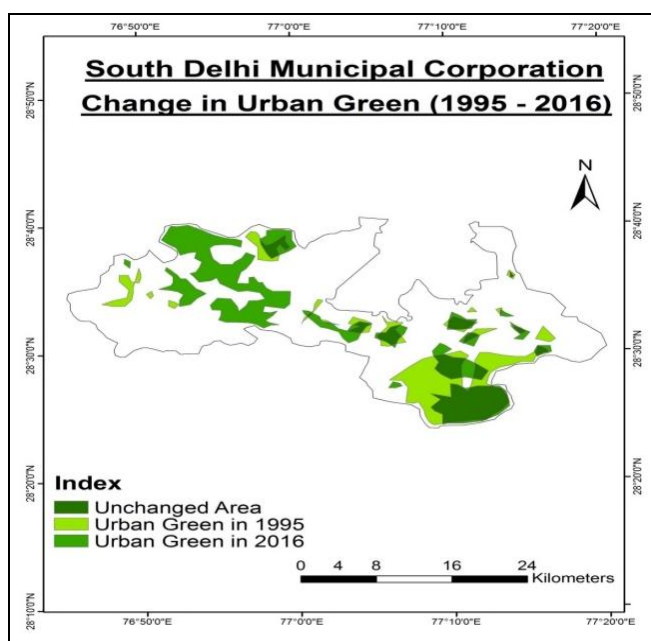 76°50'0"E 77°0'0"E 77°10'0"E 77°20'0"E
South Delhi Municipal Corporation
Change in Urban Green (1995 - 2016)
28°50'0"N 28°50'0"N
N
28°40'0"N 28°40'0"N
28°30'0"N 28°30'0"N
28°20'0"N 28°20'0"N
Index
Unchanged Area
Urban Green in 1995
Urban Green in 2016
0 4 8 16 24
Kilometers
28°10'0"N 28°10'0"N
76°50'0"E 77°0'0"E 77°10'0"E 77°20'0"E